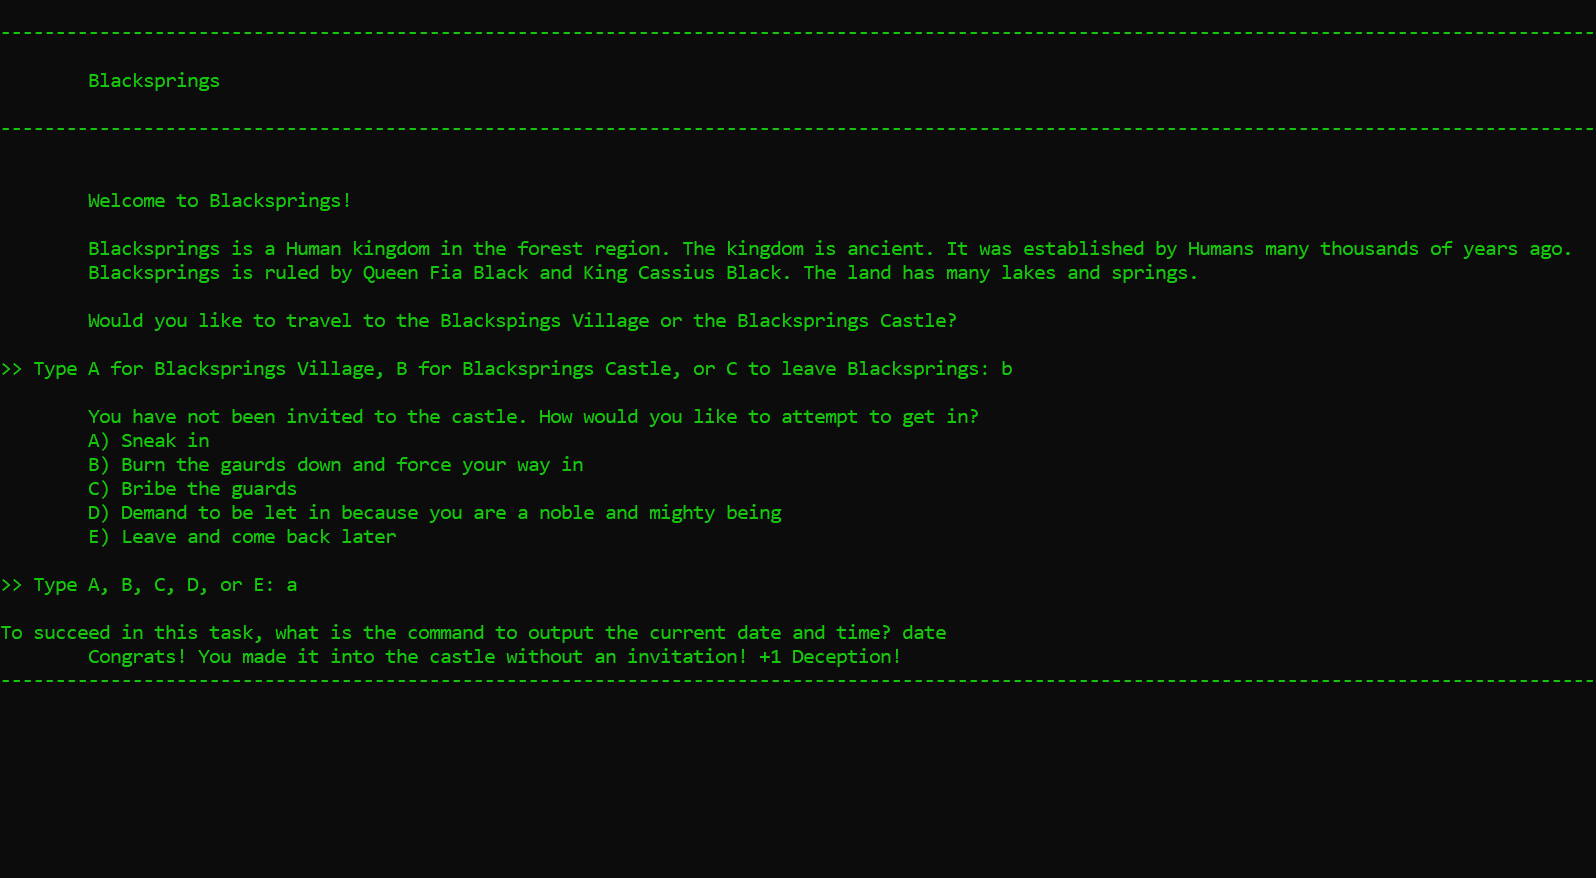 --------------------------------------------------------------------------------------------------------------------------------------------------
Blacksprings
--------------------------------------------------------------------------------------------------------------------------------------------------
Welcome to Blacksprings!
Blacksprings is a Human kingdom in the forest region. The kingdom is ancient. It was established by Humans many thousands of years ago.
Blacksprings is ruled by Queen Fia Black and King Cassius Black. The land has many lakes and springs.
Would you like to travel to the Blackspings Village or the Blacksprings Castle?
>> Type A for Blacksprings Village, B for Blacksprings Castle, or C to leave Blacksprings: b
You have not been invited to the castle. How would you like to attempt to get in?
A) Sneak in
B) Burn the gaurds down and force your way in
C) Bribe the guards
D) Demand to be let in because you are a noble and mighty being
E) Leave and come back later
>> Type A, B, C, D, or E: a
To succeed in this task, what is the command to output the current date and time? date
Congrats! You made it into the castle without an invitation! +1 Deception!
--------------------------------------------------------------------------------------------------------------------------------------------------